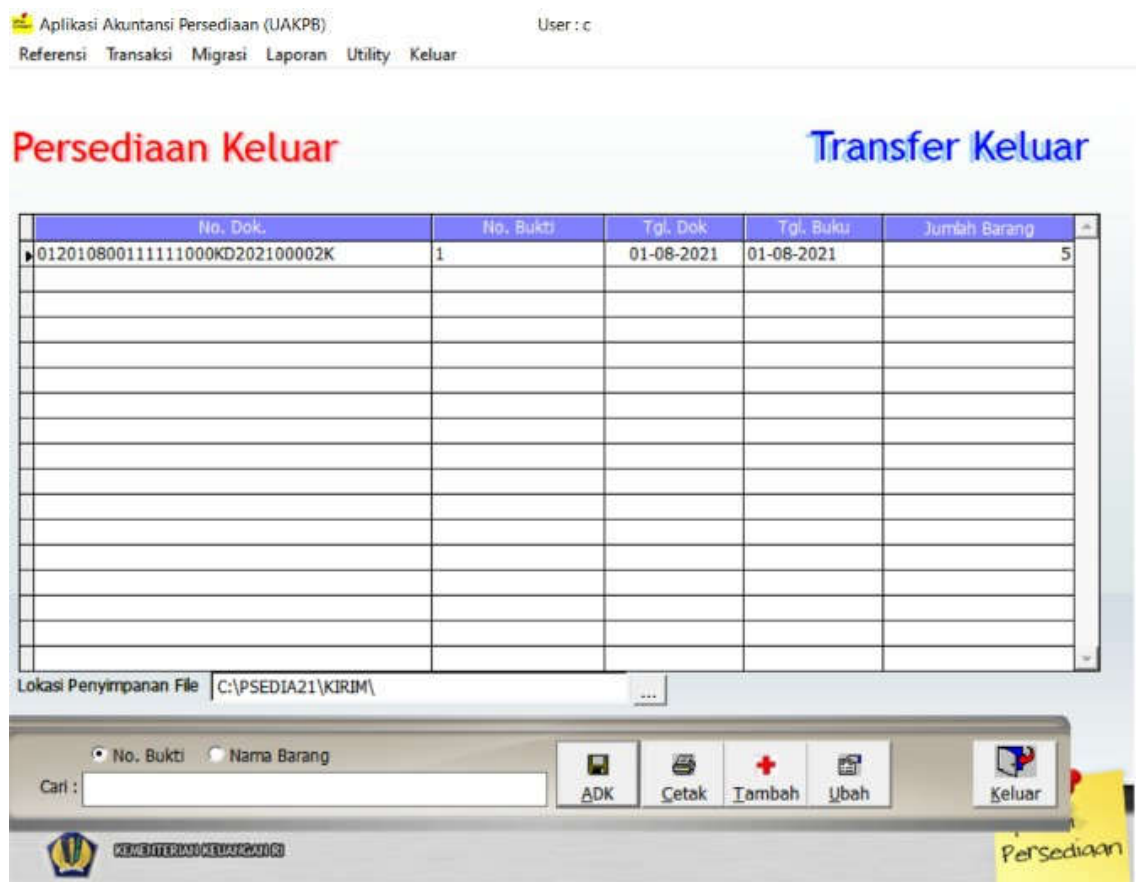 Aplikasi Akuntansi Persediaan (UAKPB) User : c
Referensi Transaksi Migrasi Laporan Utility Keluar
Persediaan Keluar Transfer Keluar
No. Dok. No. Bukti Tgl. Dok Tgl. Buku Jumlah Barang
012010800111111000KD202100002K 1 01-08-2021 01-08-2021 5
Lokasi Penyimpanan File C:\PSEDIA21\KIRIM\ ...
No. Bukti Nama Barang
Cari :
ADK Cetak Tambah Ubah Keluar
KEMENTERIAN KEUANGAN RI
Persediaan